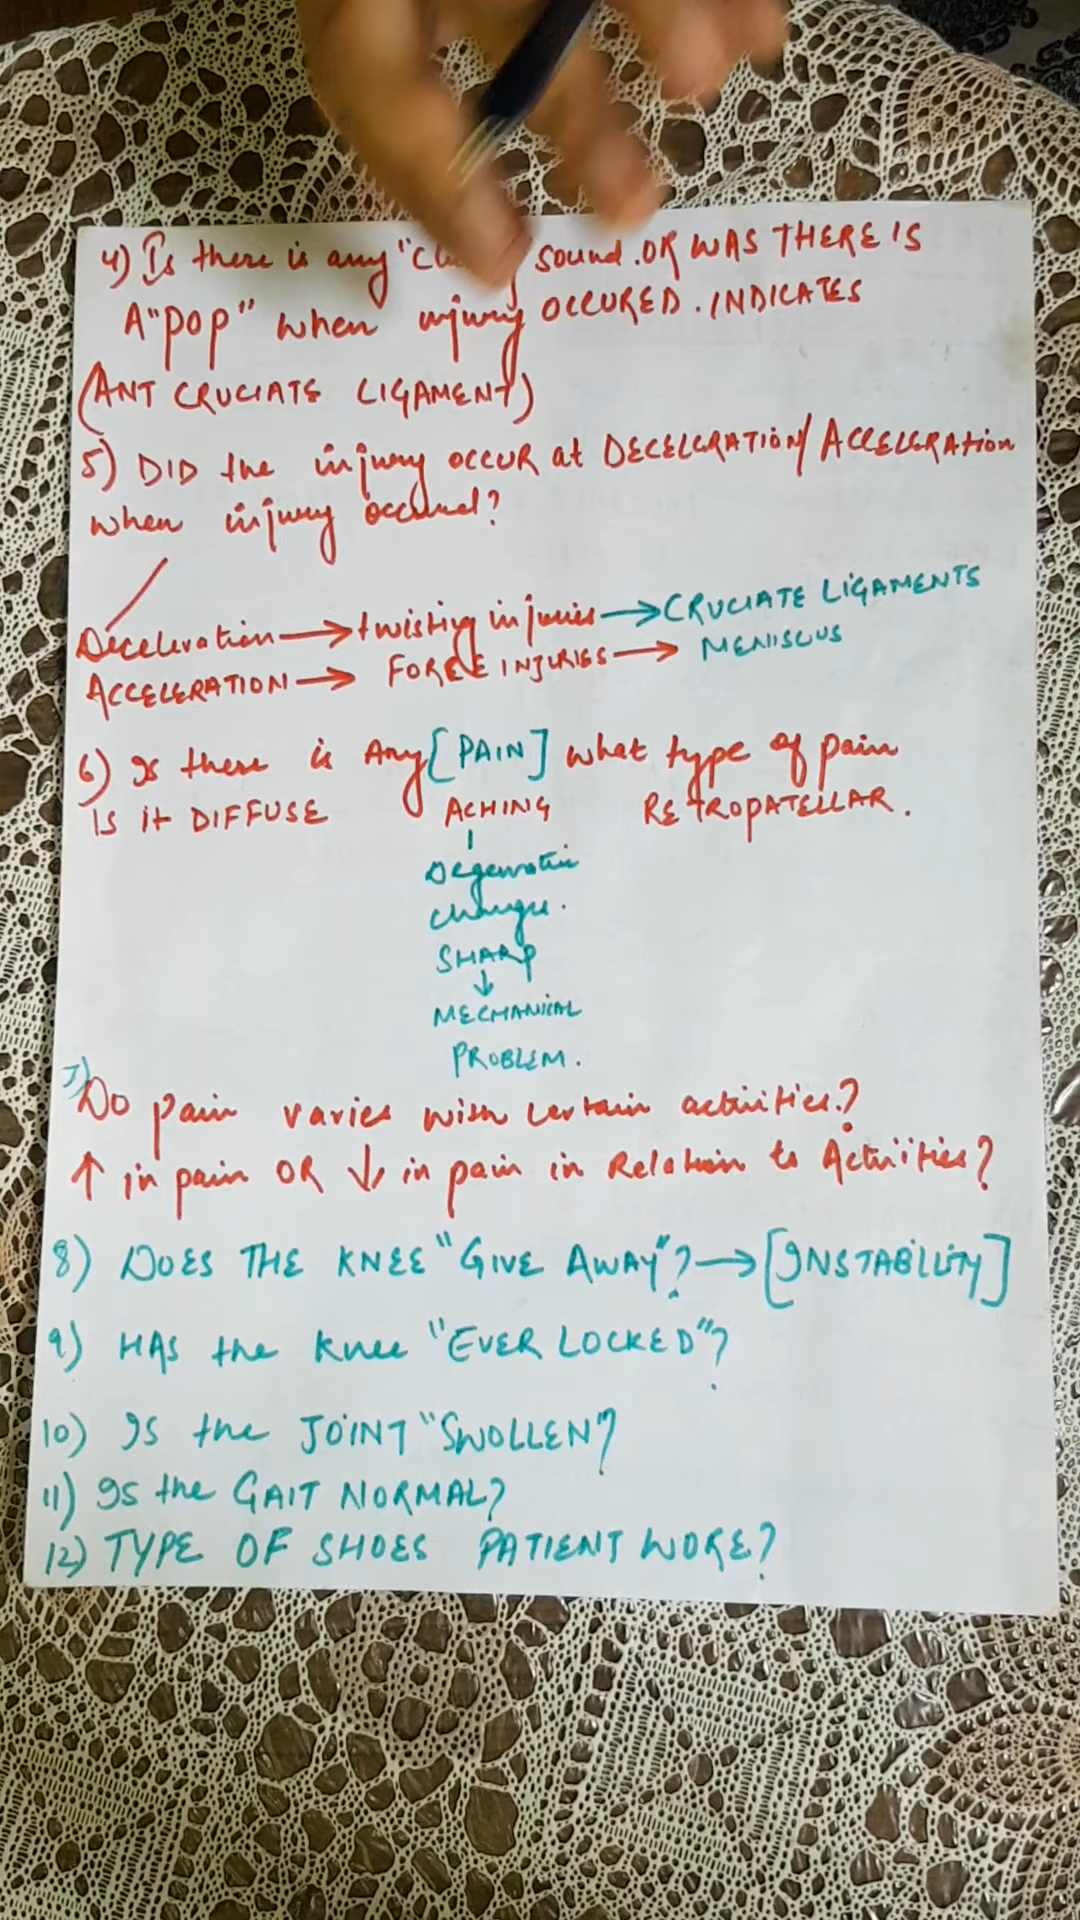 4) Is there is any "Cl sound. OR WAS THERE IS
A "POP" when injury OCCURED. INDICATES
(ANT CRUCIATE LIGAMENT)
5) DID the injury OCCUR at DECELERATION/ACCELERATION
when injury occured?
Deceleration → twisting injuries → CRUCIATE LIGAMENTS
ACCELERATION → FORCE INJURIES → MENISCUS
6) Is there is Any [PAIN] what type of pain
Is it DIFFUSE ACHING RETROPATELLAR.
Degenerative
changes.
SHARP
↓
MECHANICAL
PROBLEM.
7) Do pain varies with certain activities?
↑ in pain OR ↓ in pain in Relation to Activities?
8) DOES THE KNEE "GIVE AWAY"? → [INSTABILITY]
9) HAS the knee "EVER LOCKED"?
10) IS the JOINT "SWOLLEN"?
11) Is the GAIT NORMAL?
12) TYPE OF SHOES PATIENT WORE?